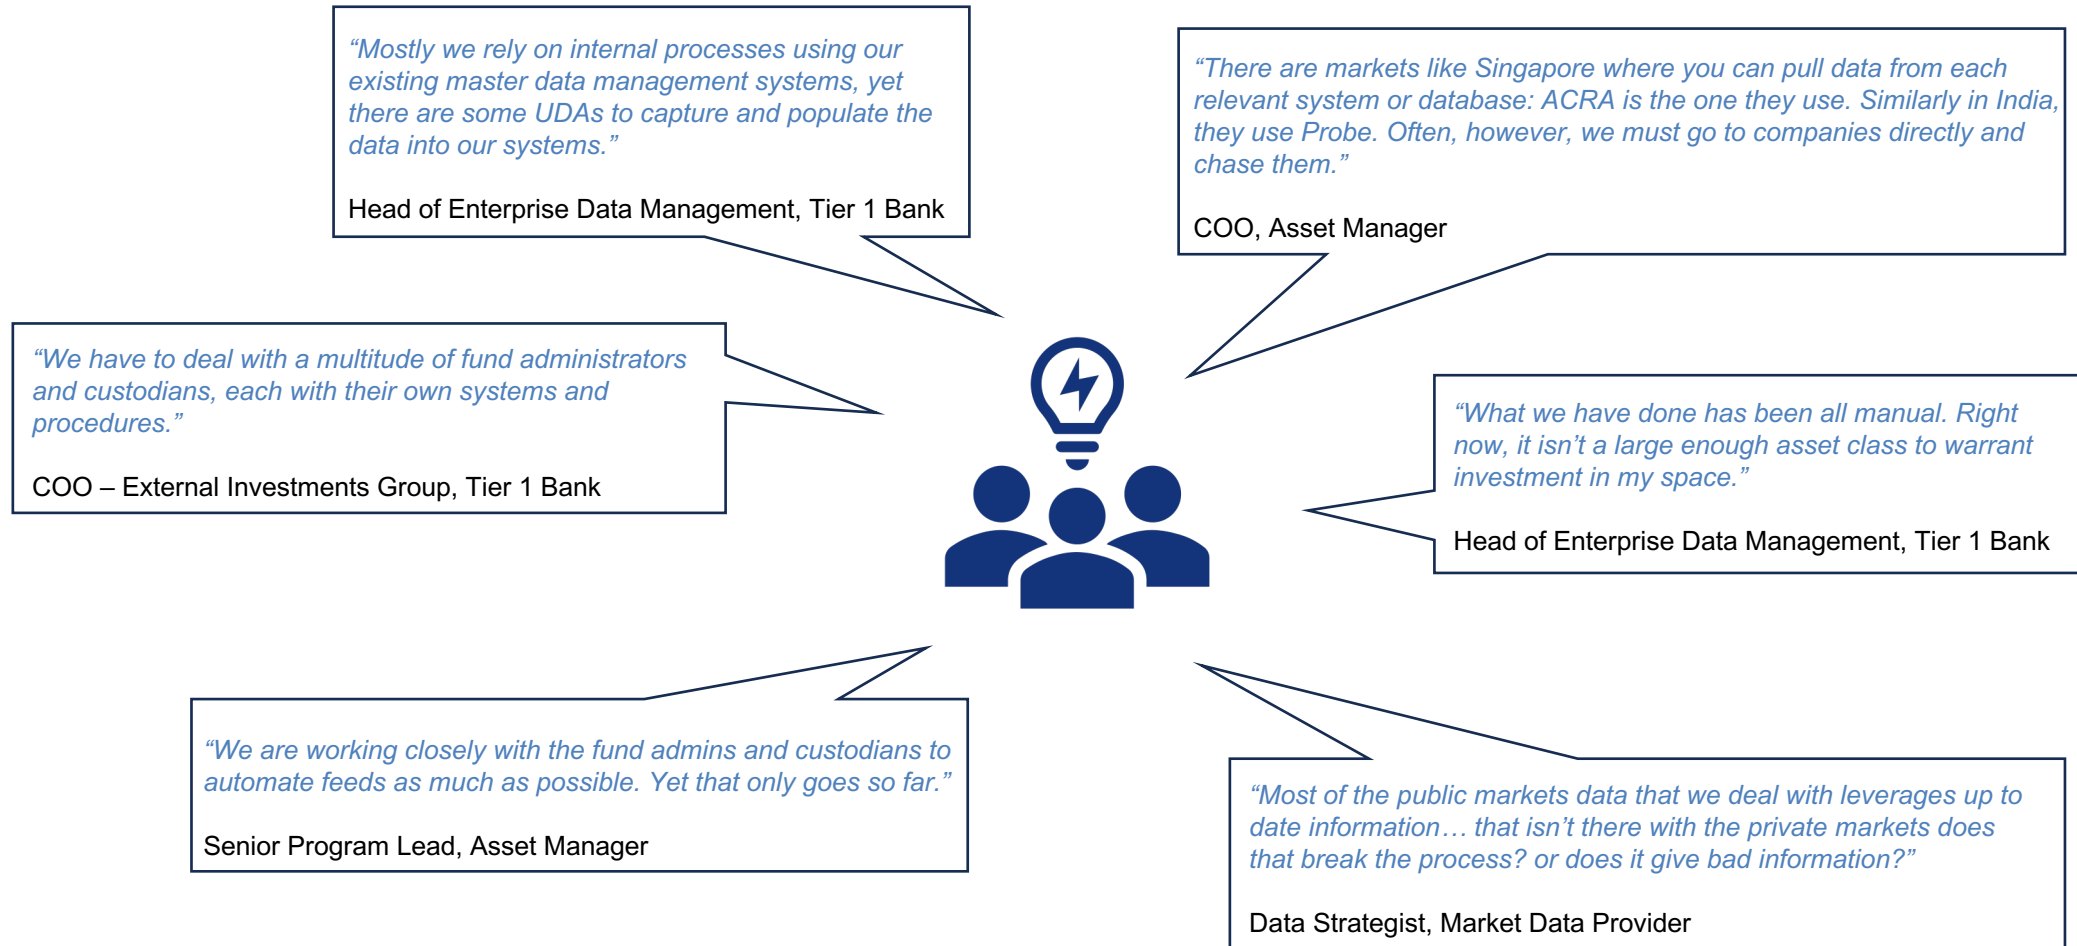 “Mostly we rely on internal processes using our
existing master data management systems, yet
there are some UDAs to capture and populate the
data into our systems.”
Head of Enterprise Data Management, Tier 1 Bank
“There are markets like Singapore where you can pull data from each
relevant system or database: ACRA is the one they use. Similarly in India,
they use Probe. Often, however, we must go to companies directly and
chase them.”
COO, Asset Manager
“We have to deal with a multitude of fund administrators
and custodians, each with their own systems and
procedures.”
COO – External Investments Group, Tier 1 Bank
“What we have done has been all manual. Right
now, it isn’t a large enough asset class to warrant
investment in my space.”
Head of Enterprise Data Management, Tier 1 Bank
“We are working closely with the fund admins and custodians to
automate feeds as much as possible. Yet that only goes so far.”
Senior Program Lead, Asset Manager
“Most of the public markets data that we deal with leverages up to
date information… that isn’t there with the private markets does
that break the process? or does it give bad information?”
Data Strategist, Market Data Provider